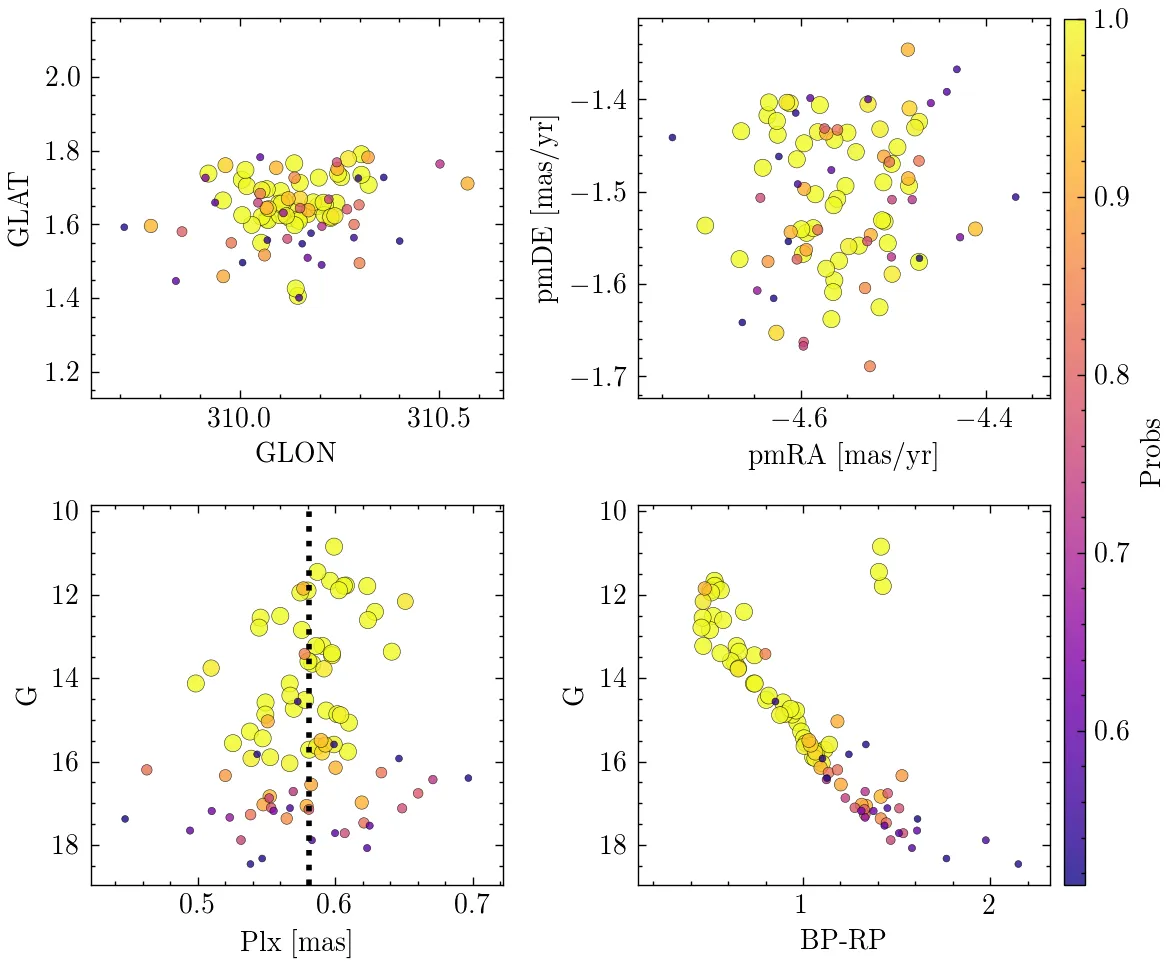 GLAT
2.0
1.8
1.6
1.4
1.2
310.0 310.5
GLON
pmDE [mas/yr]
−1.4
−1.5
−1.6
−1.7
−4.6 −4.4
pmRA [mas/yr]
G
10
12
14
16
18
0.5 0.6 0.7
Plx [mas]
G
10
12
14
16
18
1 2
BP-RP
1.0
0.9
0.8
0.7
0.6
Probs